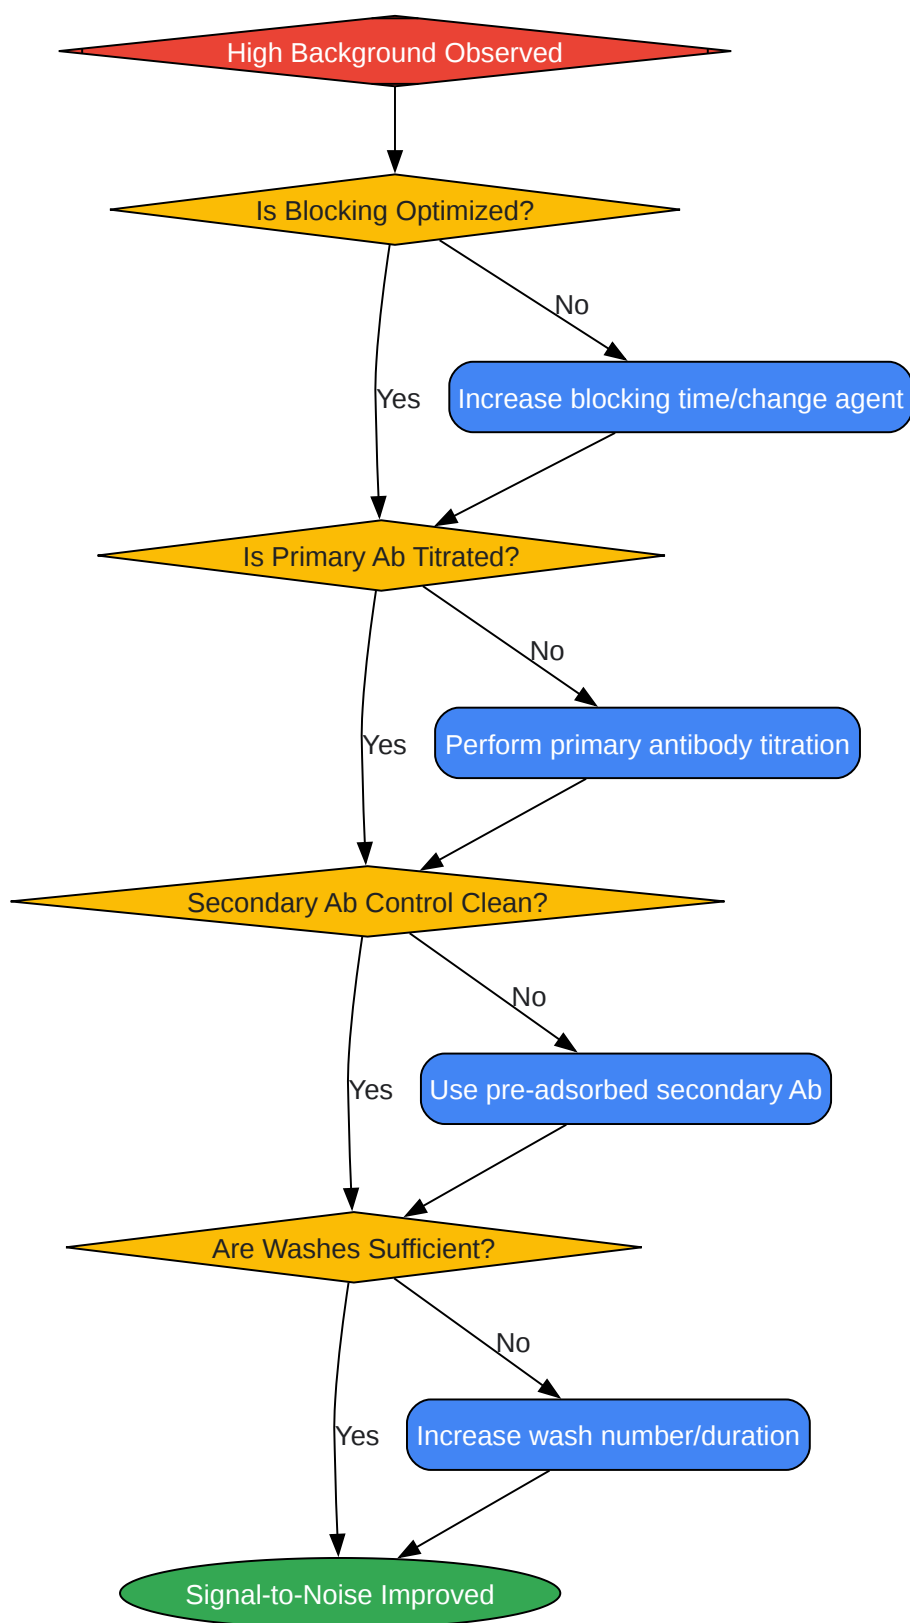 High Background Observed
Is Blocking Optimized?
No
Yes
Increase blocking time/change agent
Is Primary Ab Titrated?
No
Yes
Perform primary antibody titration
Secondary Ab Control Clean?
No
Yes
Use pre-adsorbed secondary Ab
Are Washes Sufficient?
No
Yes
Increase wash number/duration
Signal-to-Noise Improved